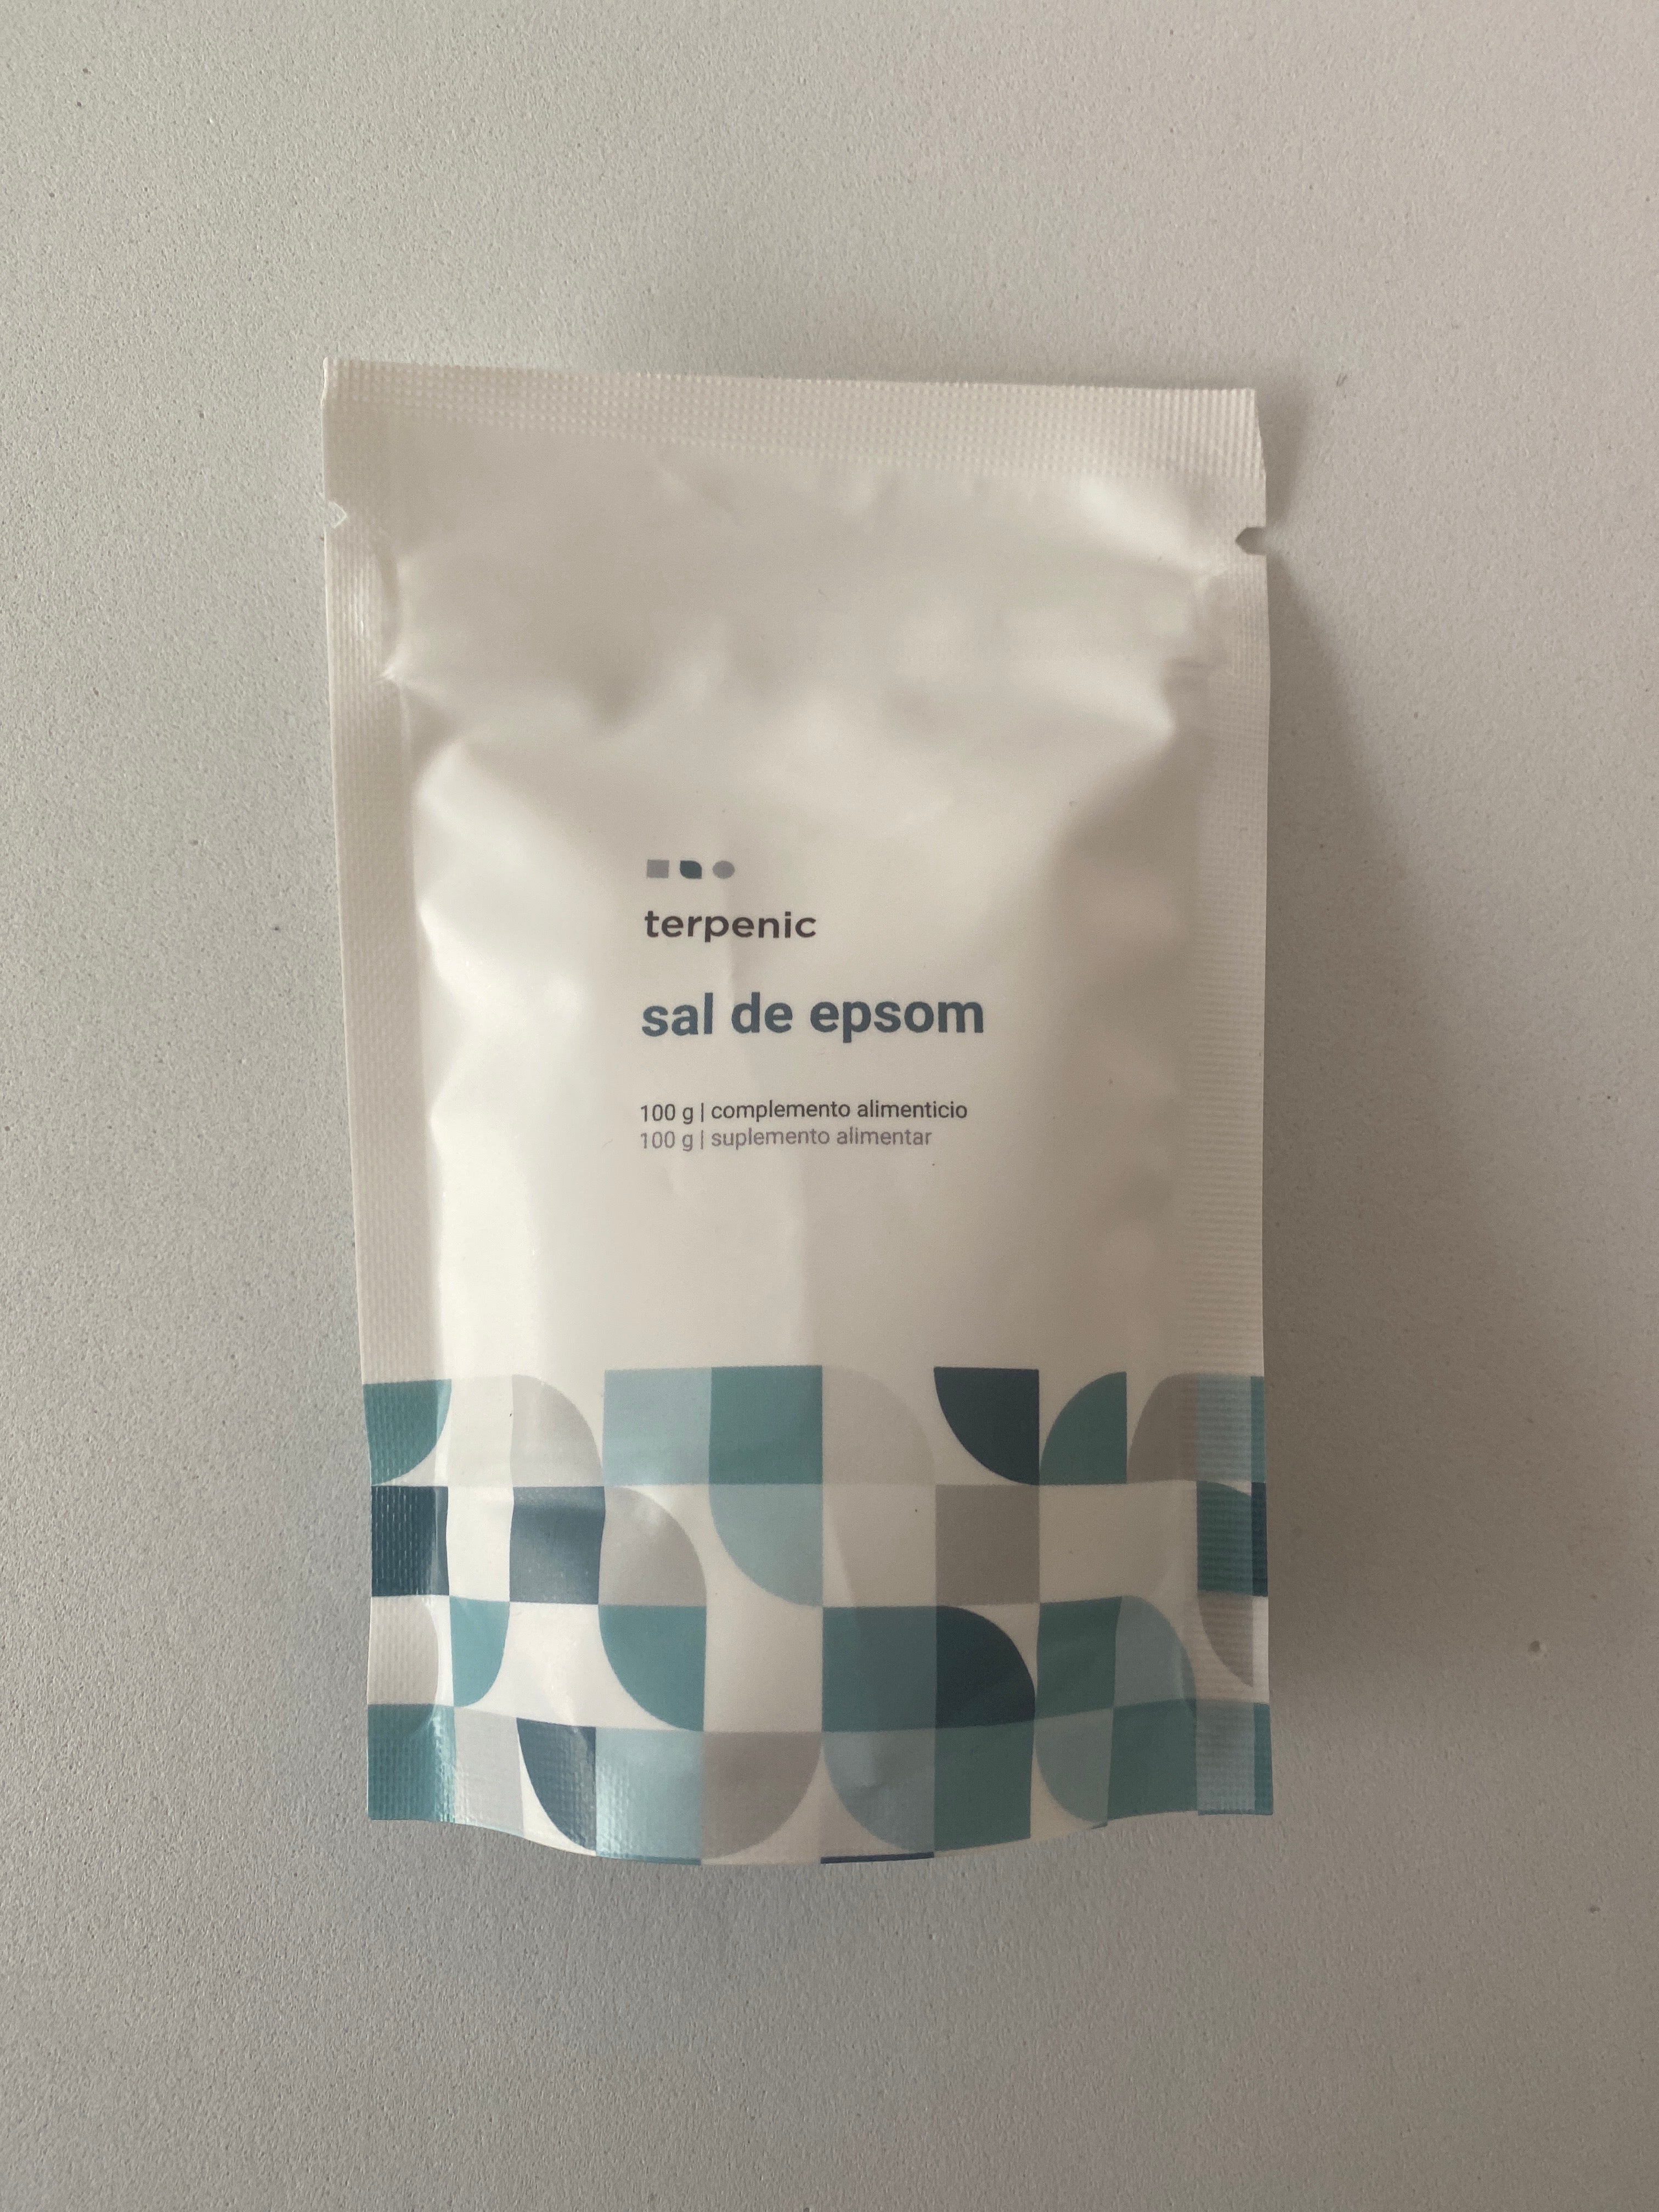 terpenic
sal de epsom
100 g | complemento alimenticio
100 g | suplemento alimentar